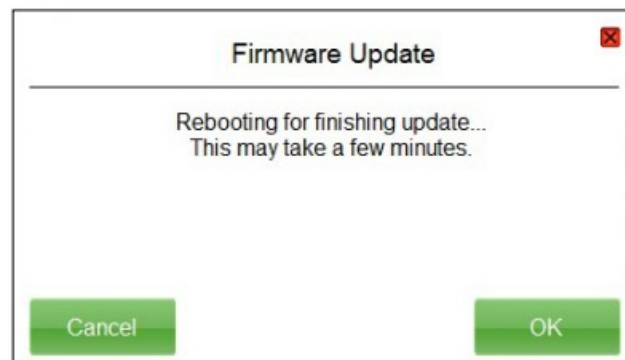 Firmware Update
Rebooting for finishing update...
This may take a few minutes.
Cancel
OK